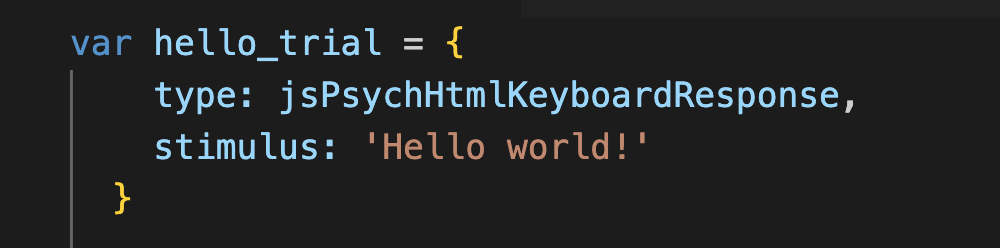 var hello_trial = {
type: jsPsychHtmlKeyboardResponse,
stimulus: 'Hello world!'
}